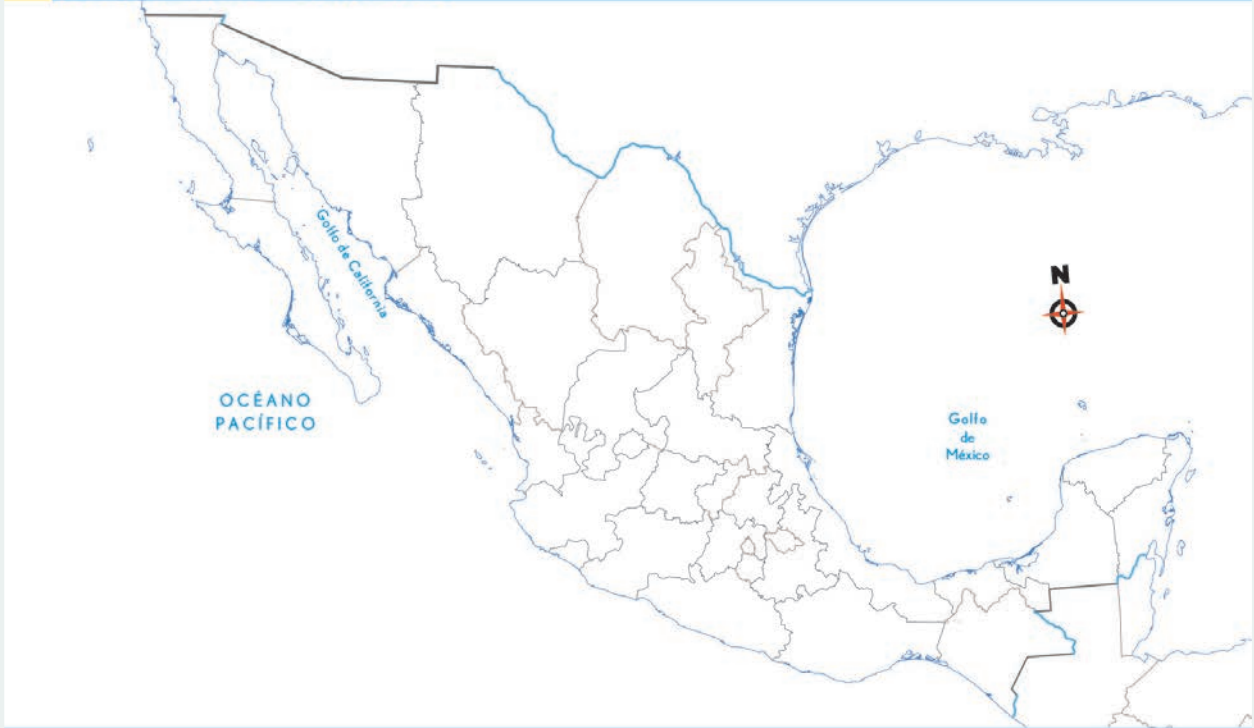 N
Golfo de California
OCÉANO
PACÍFICO
Golfo
de
México